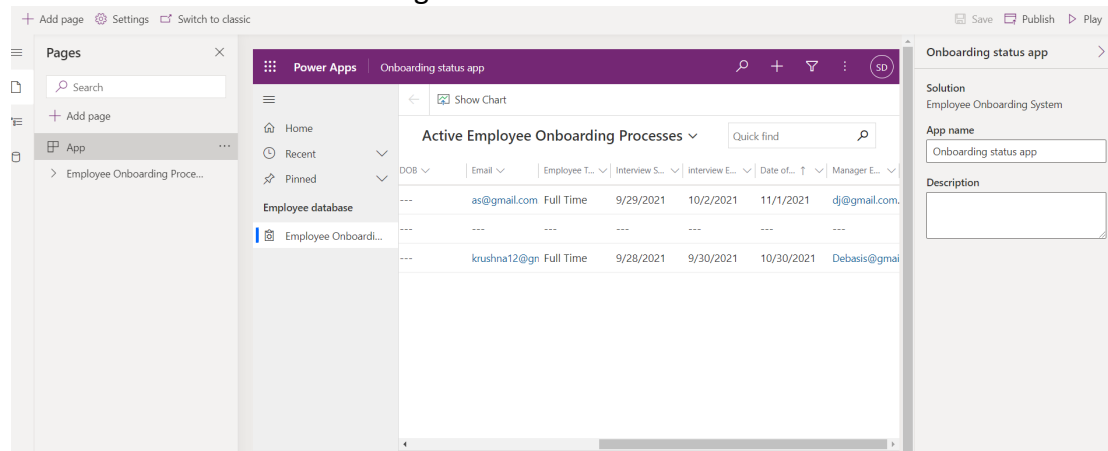 Add page Settings Switch to classic Save Publish Play
Pages
Search
Add page
App ...
Employee Onboarding Proce...
Power Apps Onboarding status app SD
Show Chart
Home
Recent
Pinned
Employee database
Employee Onboardi...
Active Employee Onboarding Processes Quick find
DOB Email Employee T... Interview S... interview E... Date of... ↑ Manager E...
--- as@gmail.com Full Time 9/29/2021 10/2/2021 11/1/2021 dj@gmail.com.
--- --- --- --- --- --- ---
--- krushna12@gn Full Time 9/28/2021 9/30/2021 10/30/2021 Debasis@gmai
Onboarding status app
Solution
Employee Onboarding System
App name
Onboarding status app
Description